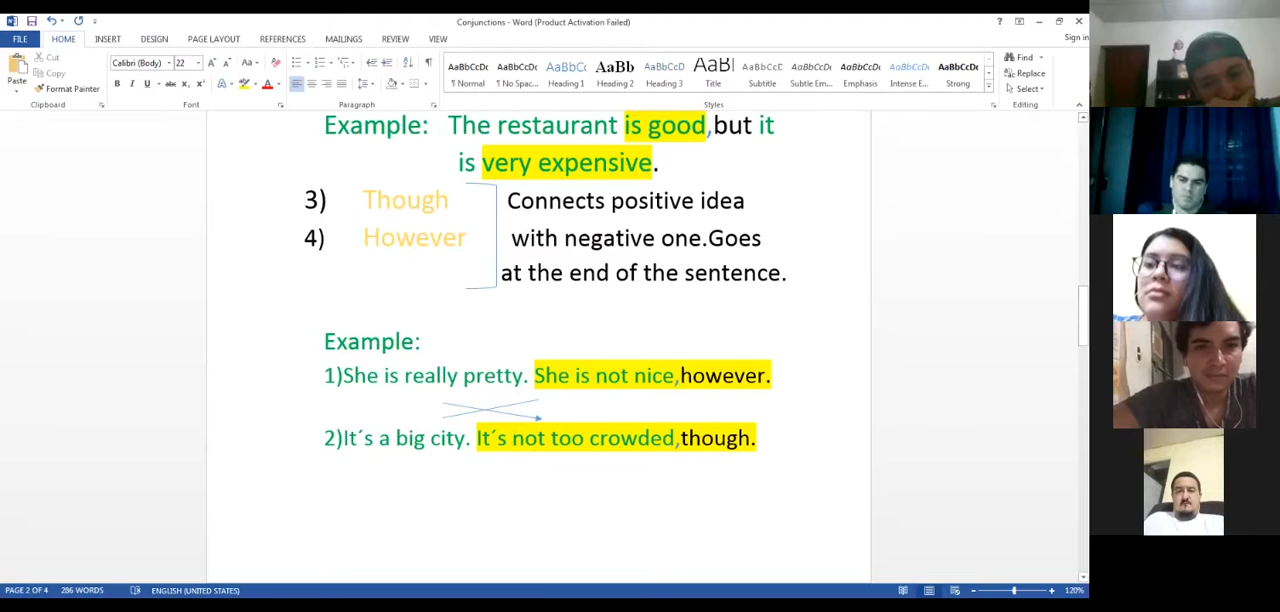 Conjunctions - Word (Product Activation Failed)
Sign in
FILE HOME INSERT DESIGN PAGE LAYOUT REFERENCES MAILINGS REVIEW VIEW
Paste
Cut
Copy
Format Painter
Calibri (Body) 22
Clipboard
Font
Paragraph
AaBbCcDc AaBbCcDc AaBbCc AaBb AaBbCcD AaB AaBbCcD AaBbCcDc AaBbCcDc AaBbCcDc AaBbCcDc
¶ Normal ¶ No Spac... Heading 1 Heading 2 Heading 3 Title Subtitle Subtle Em... Emphasis Intense E... Strong
Styles
Find
Replace
Select
Editing
Example: The restaurant is good,but it
is very expensive.
3) Though Connects positive idea
4) However with negative one.Goes
at the end of the sentence.
Example:
1)She is really pretty. She is not nice,however.
2)It´s a big city. It´s not too crowded,though.
PAGE 2 OF 4 286 WORDS ENGLISH (UNITED STATES) 120%